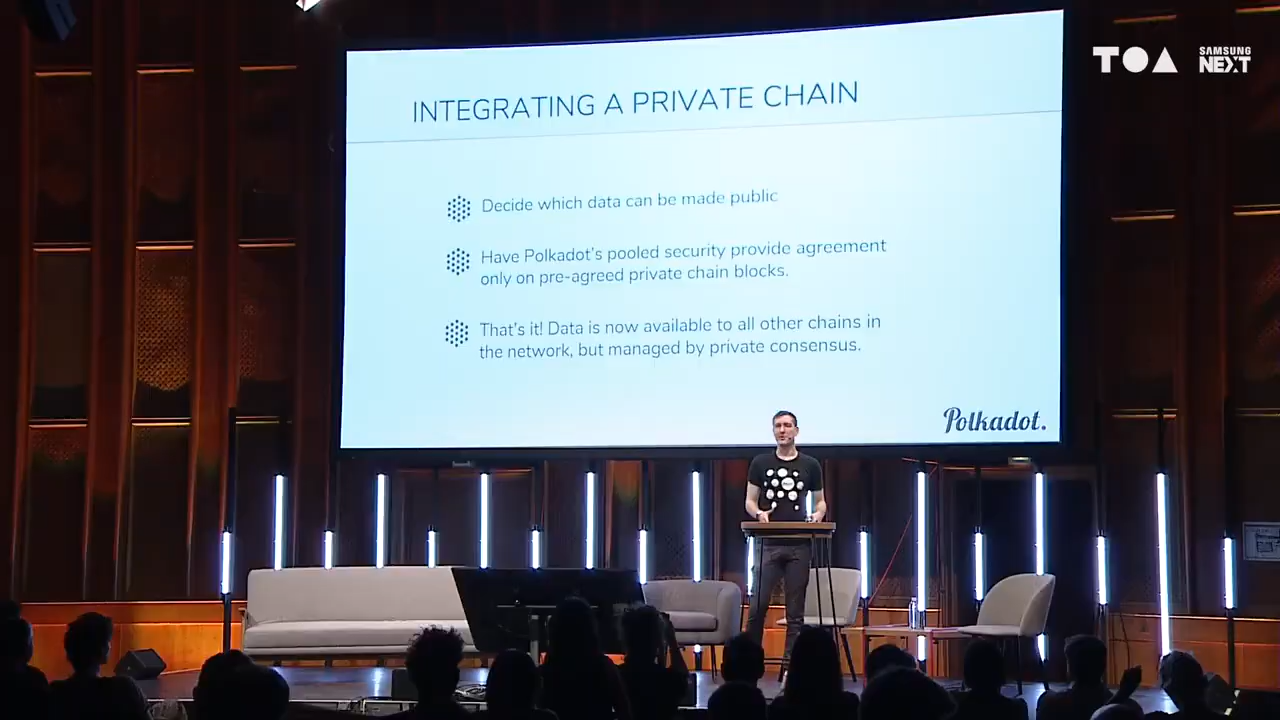 INTEGRATING A PRIVATE CHAIN
Decide which data can be made public
Have Polkadot's pooled security provide agreement
only on pre-agreed private chain blocks.
That's it! Data is now available to all other chains in
the network, but managed by private consensus.
Polkadot.
TOA
SAMSUNG
NEXT